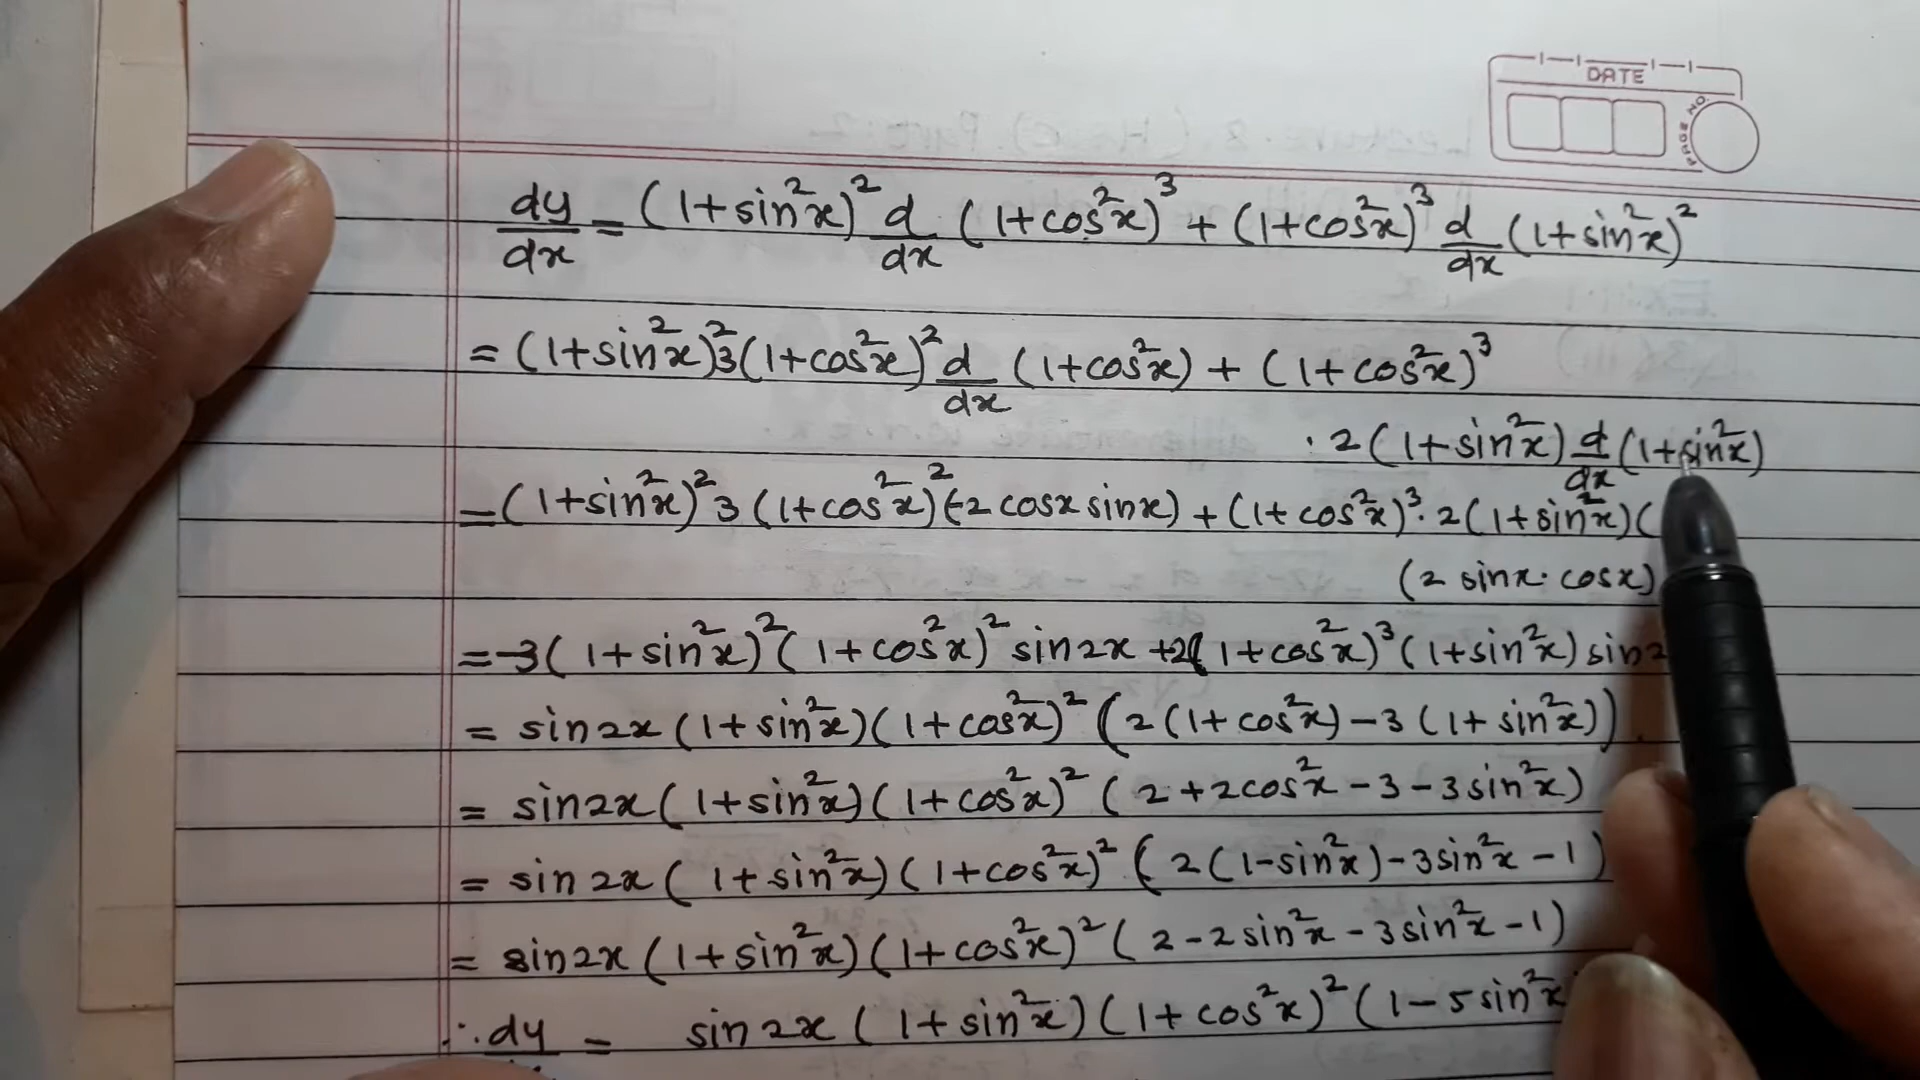 DATE
PAGE NO.
dy/dx = (1+sin²x)² d/dx (1+cos²x)³ + (1+cos²x)³ d/dx (1+sin²x)²
= (1+sin²x)² 3(1+cos²x)² d/dx (1+cos²x) + (1+cos²x)³
· 2(1+sin²x) d/dx (1+sin²x)
= (1+sin²x)² 3(1+cos²x)² (-2 cosx sinx) + (1+cos²x)³ · 2(1+sin²x)(
(2 sinx · cosx)
= -3(1+sin²x)² (1+cos²x)² sin2x + 2(1+cos²x)³ (1+sin²x) sin2
= sin2x (1+sin²x)(1+cos²x)² (2(1+cos²x) - 3(1+sin²x))
= sin2x (1+sin²x)(1+cos²x)² (2+2cos²x - 3 - 3sin²x)
= sin2x (1+sin²x)(1+cos²x)² (2(1-sin²x) - 3sin²x - 1)
= sin2x (1+sin²x)(1+cos²x)² (2 - 2sin²x - 3sin²x - 1)
∴ dy = sin2x (1+sin²x)(1+cos²x)² (1 - 5sin²x